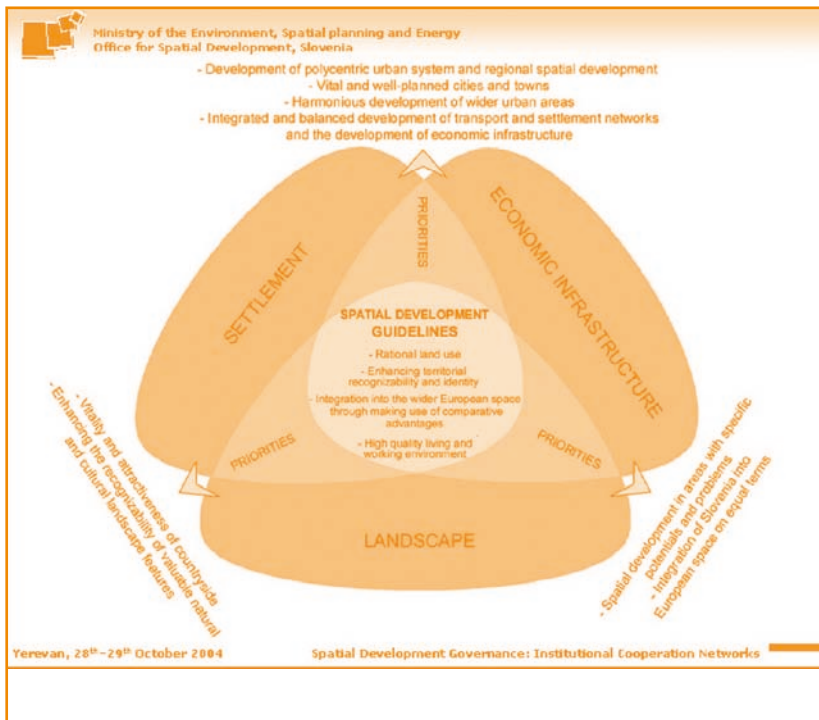 Ministry of the Environment, Spatial planning and Energy
Office for Spatial Development, Slovenia
- Development of polycentric urban system and regional spatial development
- Vital and well-planned cities and towns
- Harmonious development of wider urban areas
- Integrated and balanced development of transport and settlement networks
and the development of economic infrastructure
SETTLEMENT
PRIORITIES
ECONOMIC INFRASTRUCTURE
SPATIAL DEVELOPMENT
GUIDELINES
- Rational land use
- Enhancing territorial
recognizability and identity
- Integration into the wider European space
through making use of comparative
advantages
- High quality living and
working environment
PRIORITIES
PRIORITIES
LANDSCAPE
- Vitality and attractiveness of countryside
- Enhancing the recognizability of valuable natural
and cultural landscape features
- Spatial development in areas with specific
potentials and problems
- Integration of Slovenia into
European space on equal terms
Yerevan, 28th-29th October 2004
Spatial Development Governance: Institutional Cooperation Networks